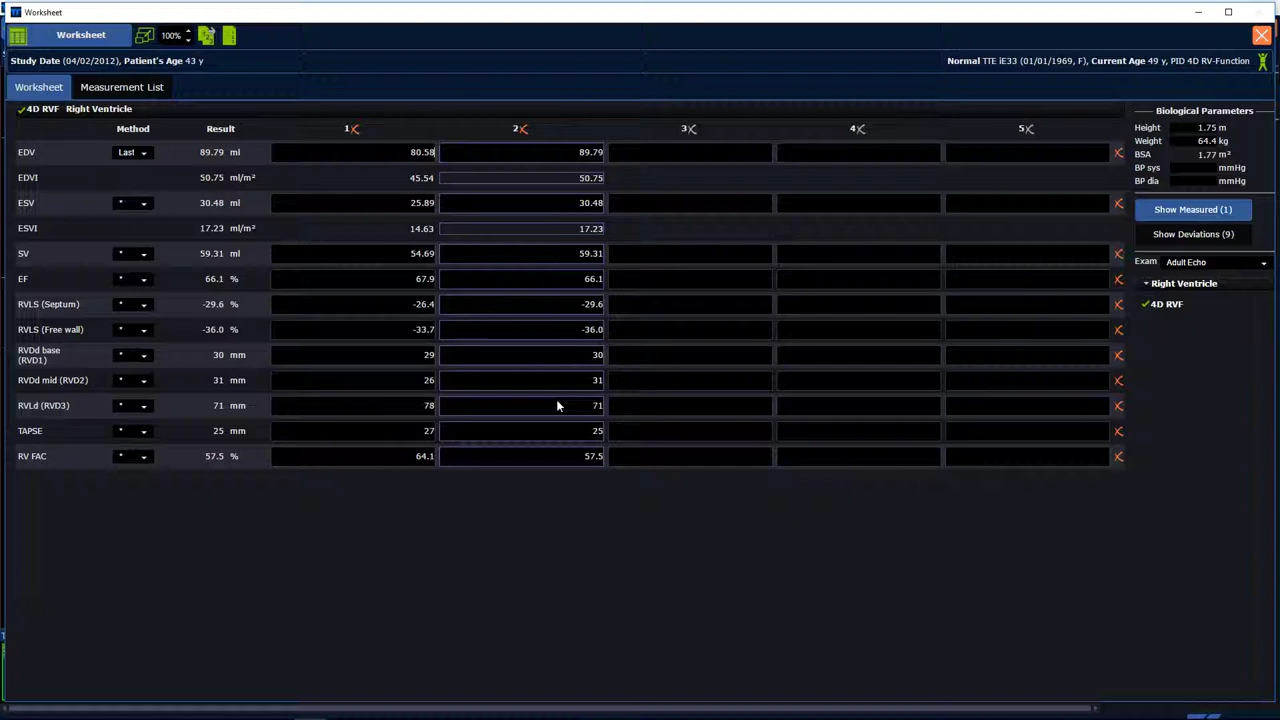 Worksheet
Worksheet 100%
Study Date (04/02/2012), Patient's Age 43 y Normal TTE iE33 (01/01/1969, F), Current Age 49 y, PID 4D RV-Function
Worksheet Measurement List
4D RVF Right Ventricle
Method Result 1 2 3 4 5
EDV Last 89.79 ml 80.58 89.79
EDVI 50.75 ml/m² 45.54 50.75
ESV * 30.48 ml 25.89 30.48
ESVI 17.23 ml/m² 14.63 17.23
SV * 59.31 ml 54.69 59.31
EF * 66.1 % 67.9 66.1
RVLS (Septum) * -29.6 % -26.4 -29.6
RVLS (Free wall) * -36.0 % -33.7 -36.0
RVDd base
(RVD1) * 30 mm 29 30
RVDd mid (RVD2) * 31 mm 26 31
RVLd (RVD3) * 71 mm 78 71
TAPSE * 25 mm 27 25
RV FAC * 57.5 % 64.1 57.5
Biological Parameters
Height 1.75 m
Weight 64.4 kg
BSA 1.77 m²
BP sys mmHg
BP dia mmHg
Show Measured (1)
Show Deviations (9)
Exam Adult Echo
Right Ventricle
4D RVF